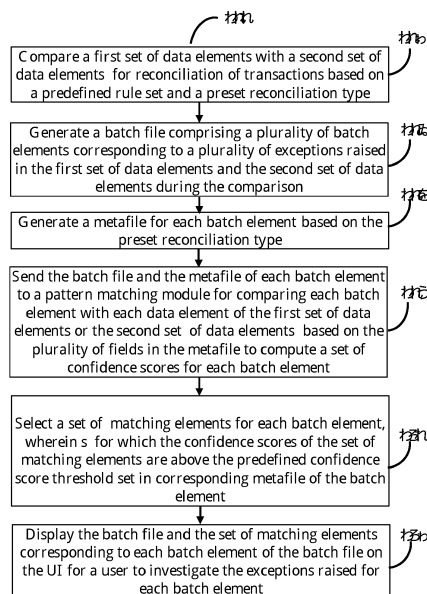 Compare a first set of data elements with a second set of
data elements for reconciliation of transactions based on
a predefined rule set and a preset reconciliation type
Generate a batch file comprising a plurality of batch
elements corresponding to a plurality of exceptions raised
in the first set of data elements and the second set of data
elements during the comparison
Generate a metafile for each batch element based on the
preset reconciliation type
Send the batch file and the metafile of each batch element
to a pattern matching module for comparing each batch
element with each data element of the first set of data
elements or the second set of data elements based on the
plurality of fields in the metafile to compute a set of
confidence scores for each batch element
Select a set of matching elements for each batch element,
wherein s for which the confidence scores of the set of
matching elements are above the predefined confidence
score threshold set in corresponding metafile of the batch
element
Display the batch file and the set of matching elements
corresponding to each batch element of the batch file on
the UI for a user to investigate the exceptions raised for
each batch element